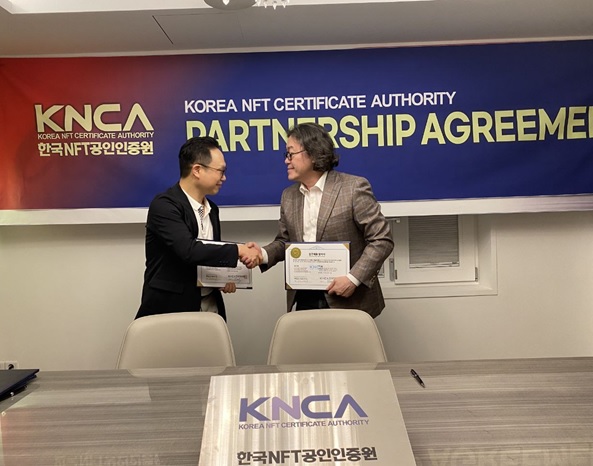 KNCA
KOREA NFT CERTIFICATE AUTHORITY
한국NFT공인인증원
KOREA NFT CERTIFICATE AUTHORITY
PARTNERSHIP AGREEME
KNCA
KOREA NFT CERTIFICATE AUTHORITY
한국NFT공인인증원